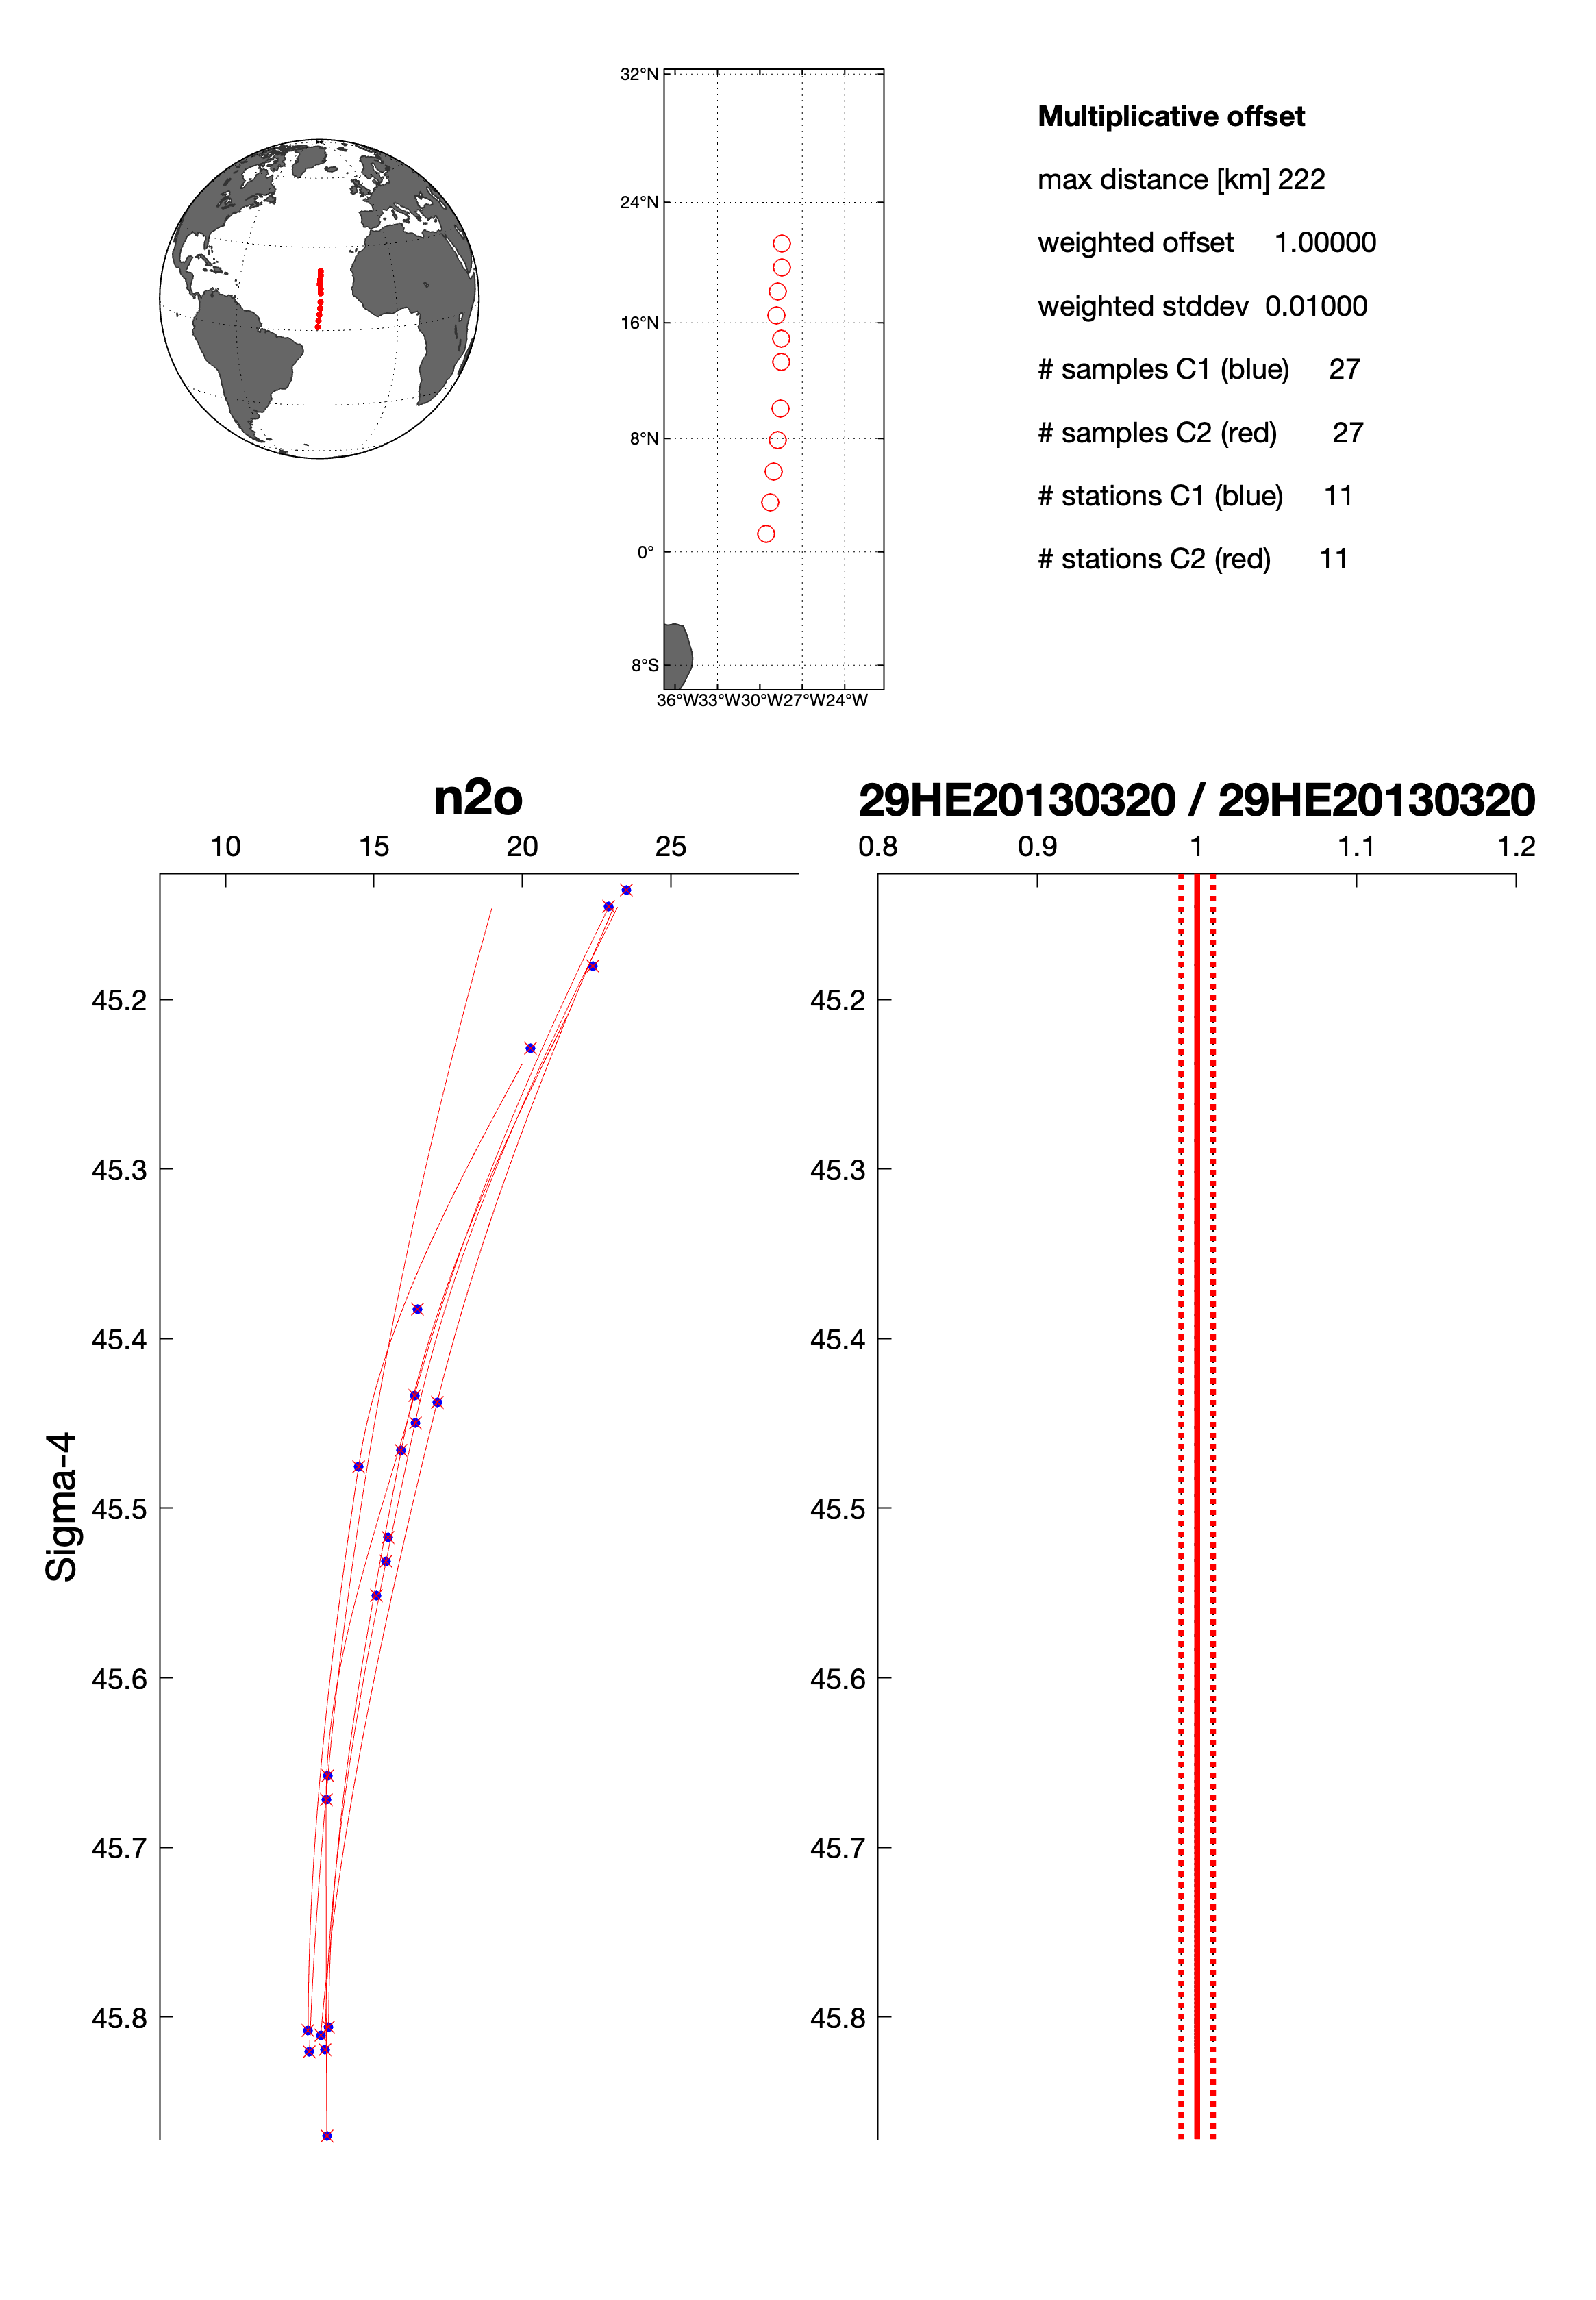 32°N
24°N
16°N
8°N
0°
8°S
36°W33°W30°W27°W24°W
Multiplicative offset
max distance [km] 222
weighted offset 1.00000
weighted stddev 0.01000
# samples C1 (blue) 27
# samples C2 (red) 27
# stations C1 (blue) 11
# stations C2 (red) 11
n2o
10 15 20 25
45.2
45.3
45.4
45.5
45.6
45.7
45.8
Sigma-4
29HE20130320 / 29HE20130320
0.8 0.9 1 1.1 1.2
45.2
45.3
45.4
45.5
45.6
45.7
45.8